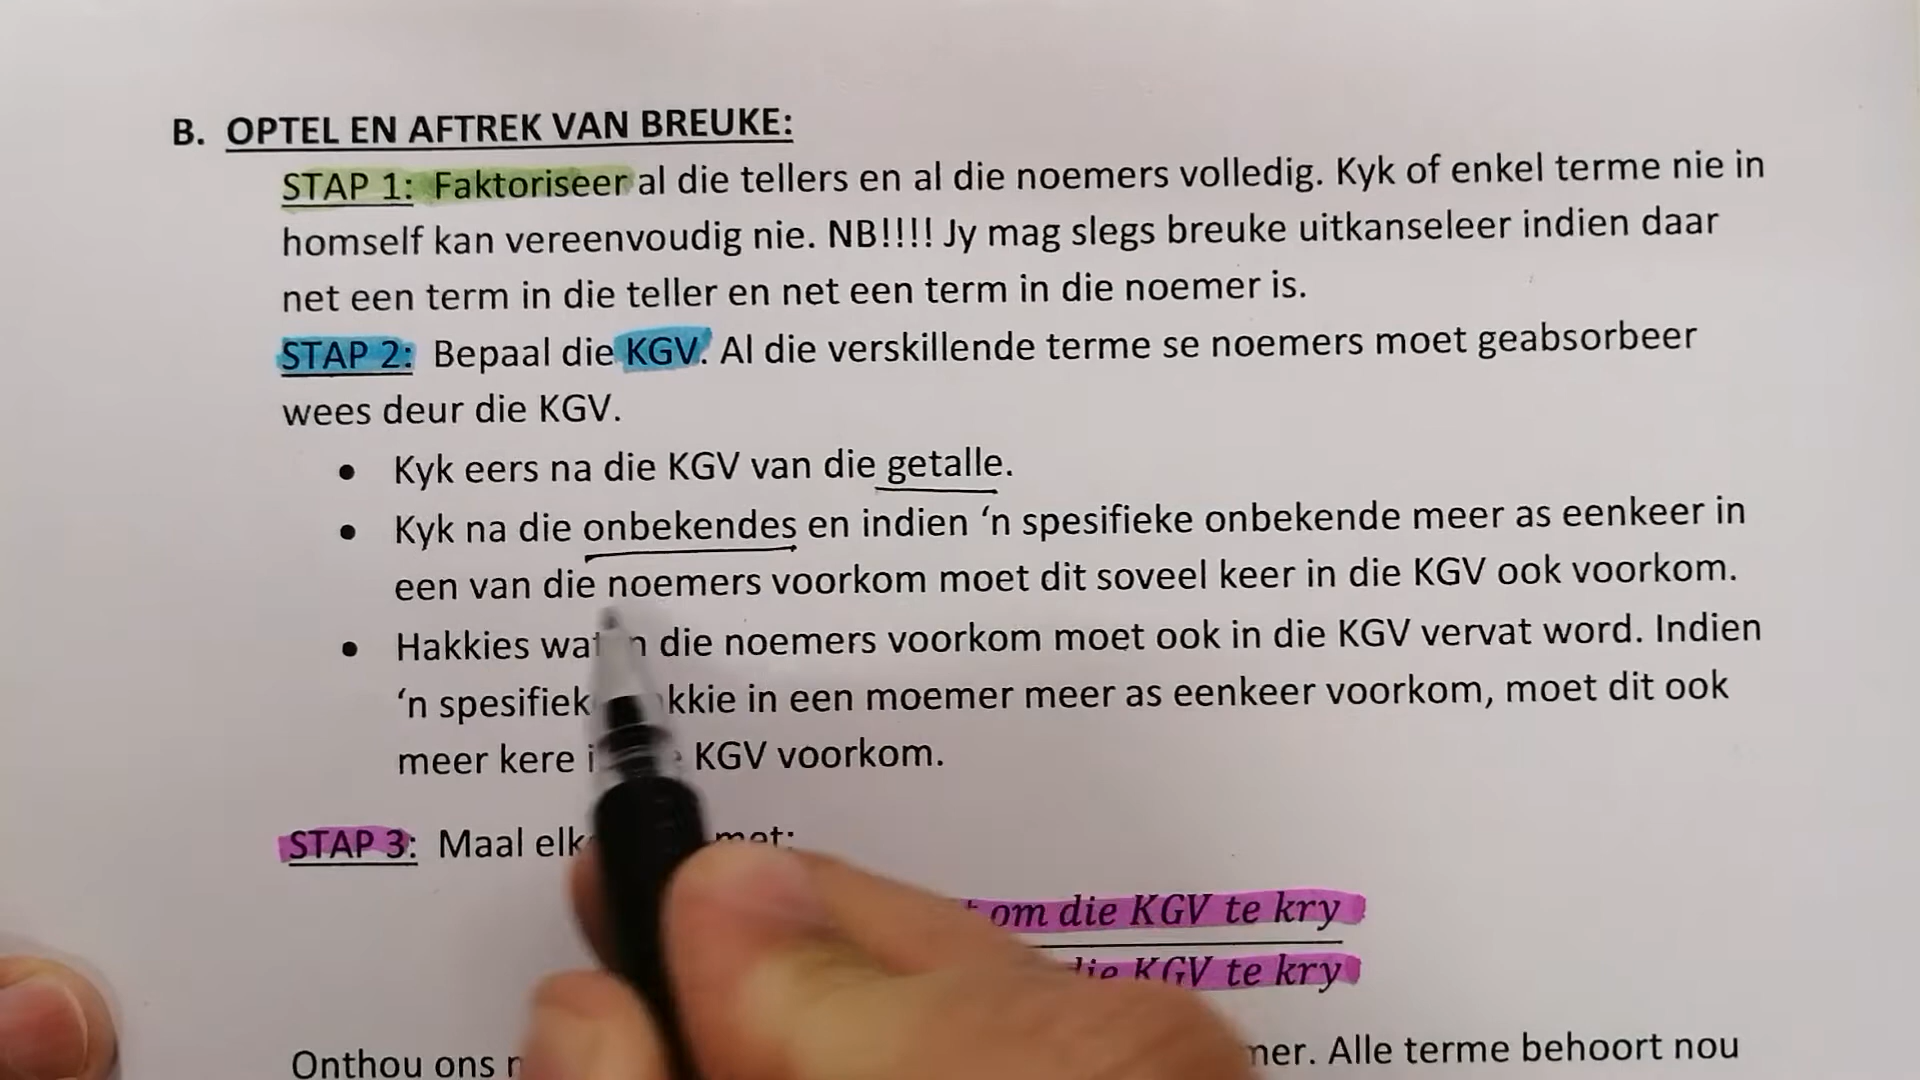 B. OPTEL EN AFTREK VAN BREUKE:
STAP 1: Faktoriseer al die tellers en al die noemers volledig. Kyk of enkel terme nie in
homself kan vereenvoudig nie. NB!!!! Jy mag slegs breuke uitkanseleer indien daar
net een term in die teller en net een term in die noemer is.
STAP 2: Bepaal die KGV. Al die verskillende terme se noemers moet geabsorbeer
wees deur die KGV.
• Kyk eers na die KGV van die getalle.
• Kyk na die onbekendes en indien ‘n spesifieke onbekende meer as eenkeer in
een van die noemers voorkom moet dit soveel keer in die KGV ook voorkom.
• Hakkies die noemers voorkom moet ook in die KGV vervat word. Indien
‘n in een moemer meer as eenkeer voorkom, moet dit ook
meer kere KGV voorkom.
STAP 3: Maal met:
om die KGV te kry
die KGV te kry
Onthou ons Alle terme behoort nou